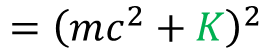 = (mc² + K)²